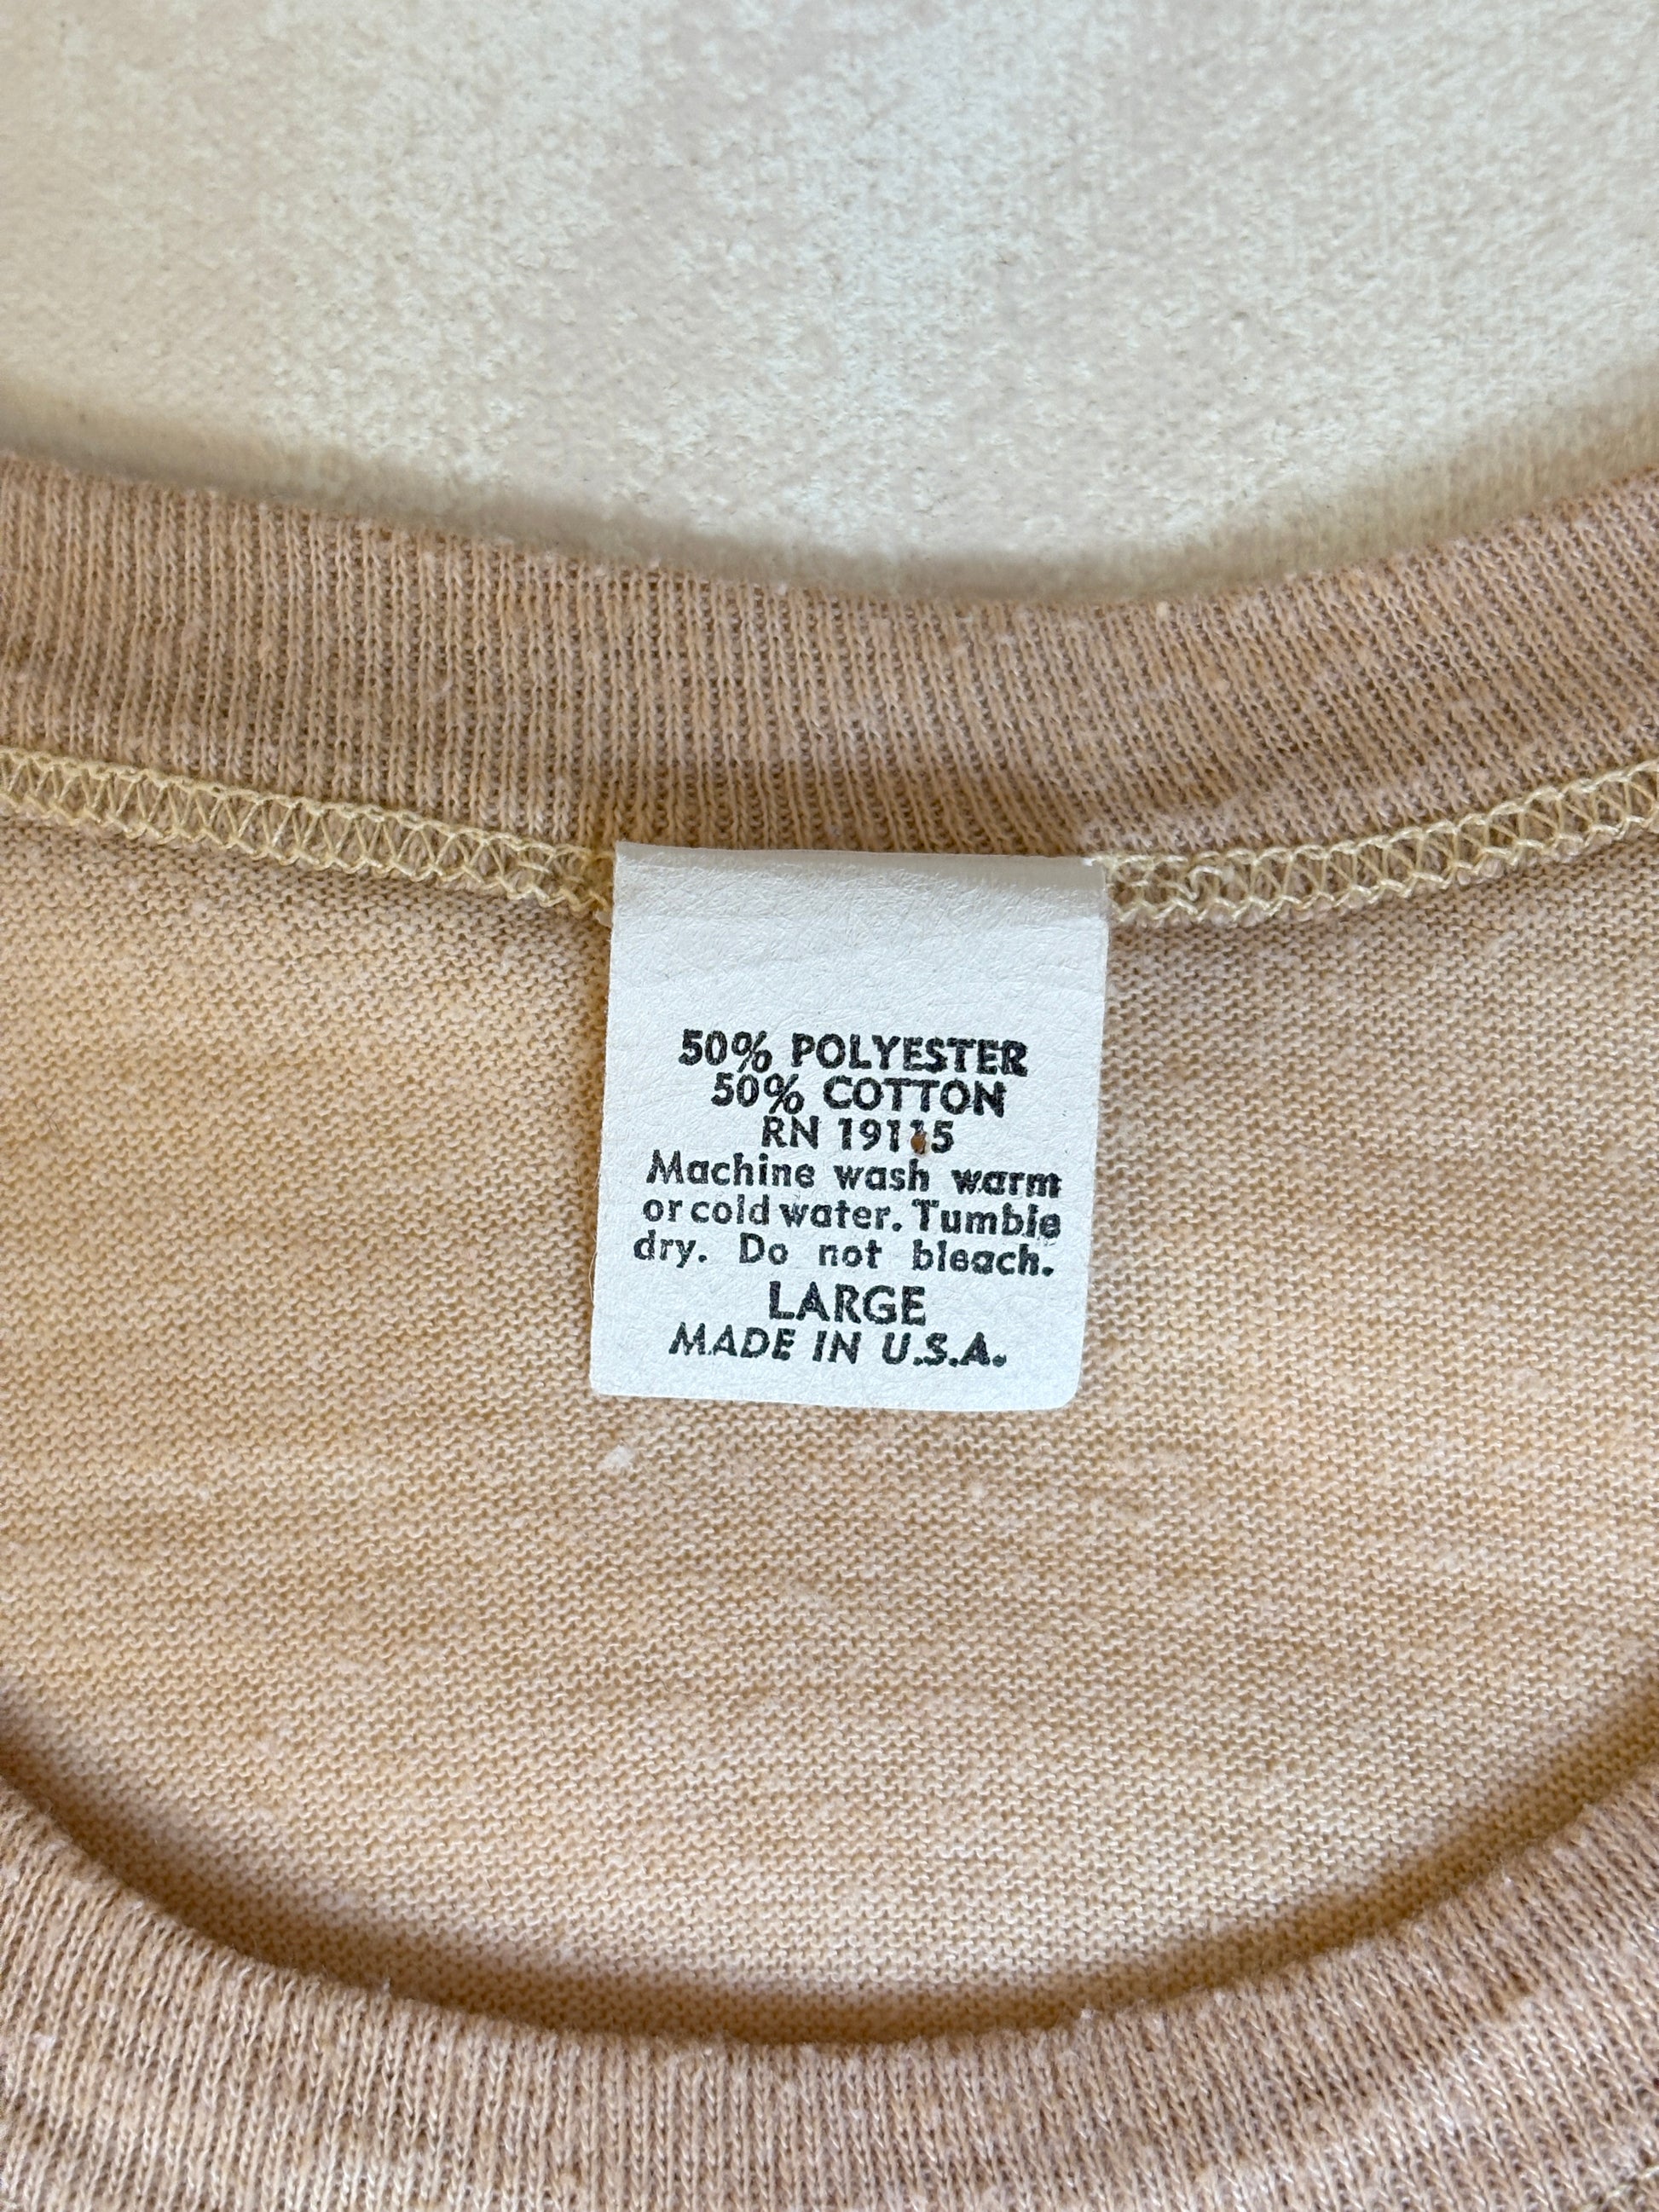 50% POLYESTER
50% COTTON
RN 19115
Machine wash warm
or cold water. Tumble
dry. Do not bleach.
LARGE
MADE IN U.S.A.